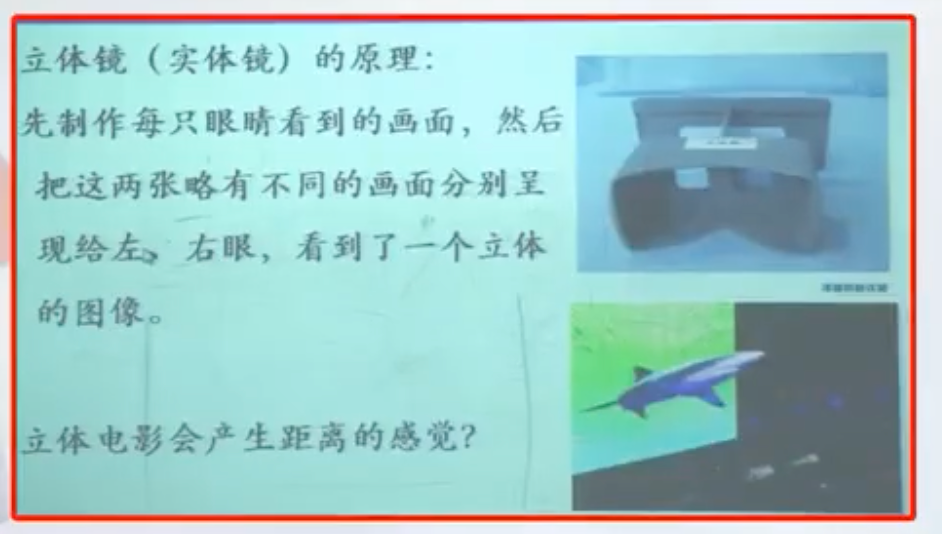 立体镜（实体镜）的原理：
先制作每只眼睛看到的画面，然后
把这两张略有不同的画面分别呈
现给左、右眼，看到了一个立体
的图像。
立体电影会产生距离的感觉？